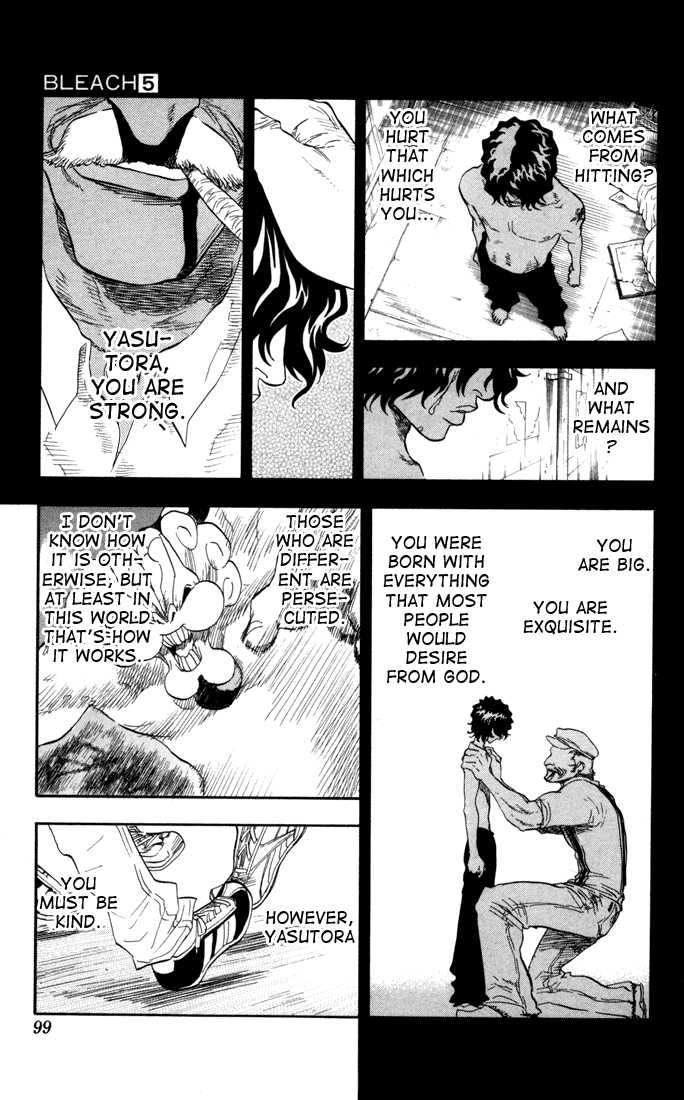 BLEACH 5
WHAT
COMES
FROM
HITTING?
YOU
HURT
THAT
WHICH
HURTS
YOU...
AND
WHAT
REMAINS
?
YASU-
TORA,
YOU ARE
STRONG.
YOU
ARE BIG.
YOU ARE
EXQUISITE.
YOU WERE
BORN WITH
EVERYTHING
THAT MOST
PEOPLE
WOULD
DESIRE
FROM GOD.
THOSE
WHO ARE
DIFFER-
ENT ARE
PERSE-
CUTED.
I DON'T
KNOW HOW
IT IS OTH-
ERWISE, BUT
AT LEAST IN
THIS WORLD
THAT'S HOW
IT WORKS.
HOWEVER,
YASUTORA
YOU
MUST BE
KIND.
99